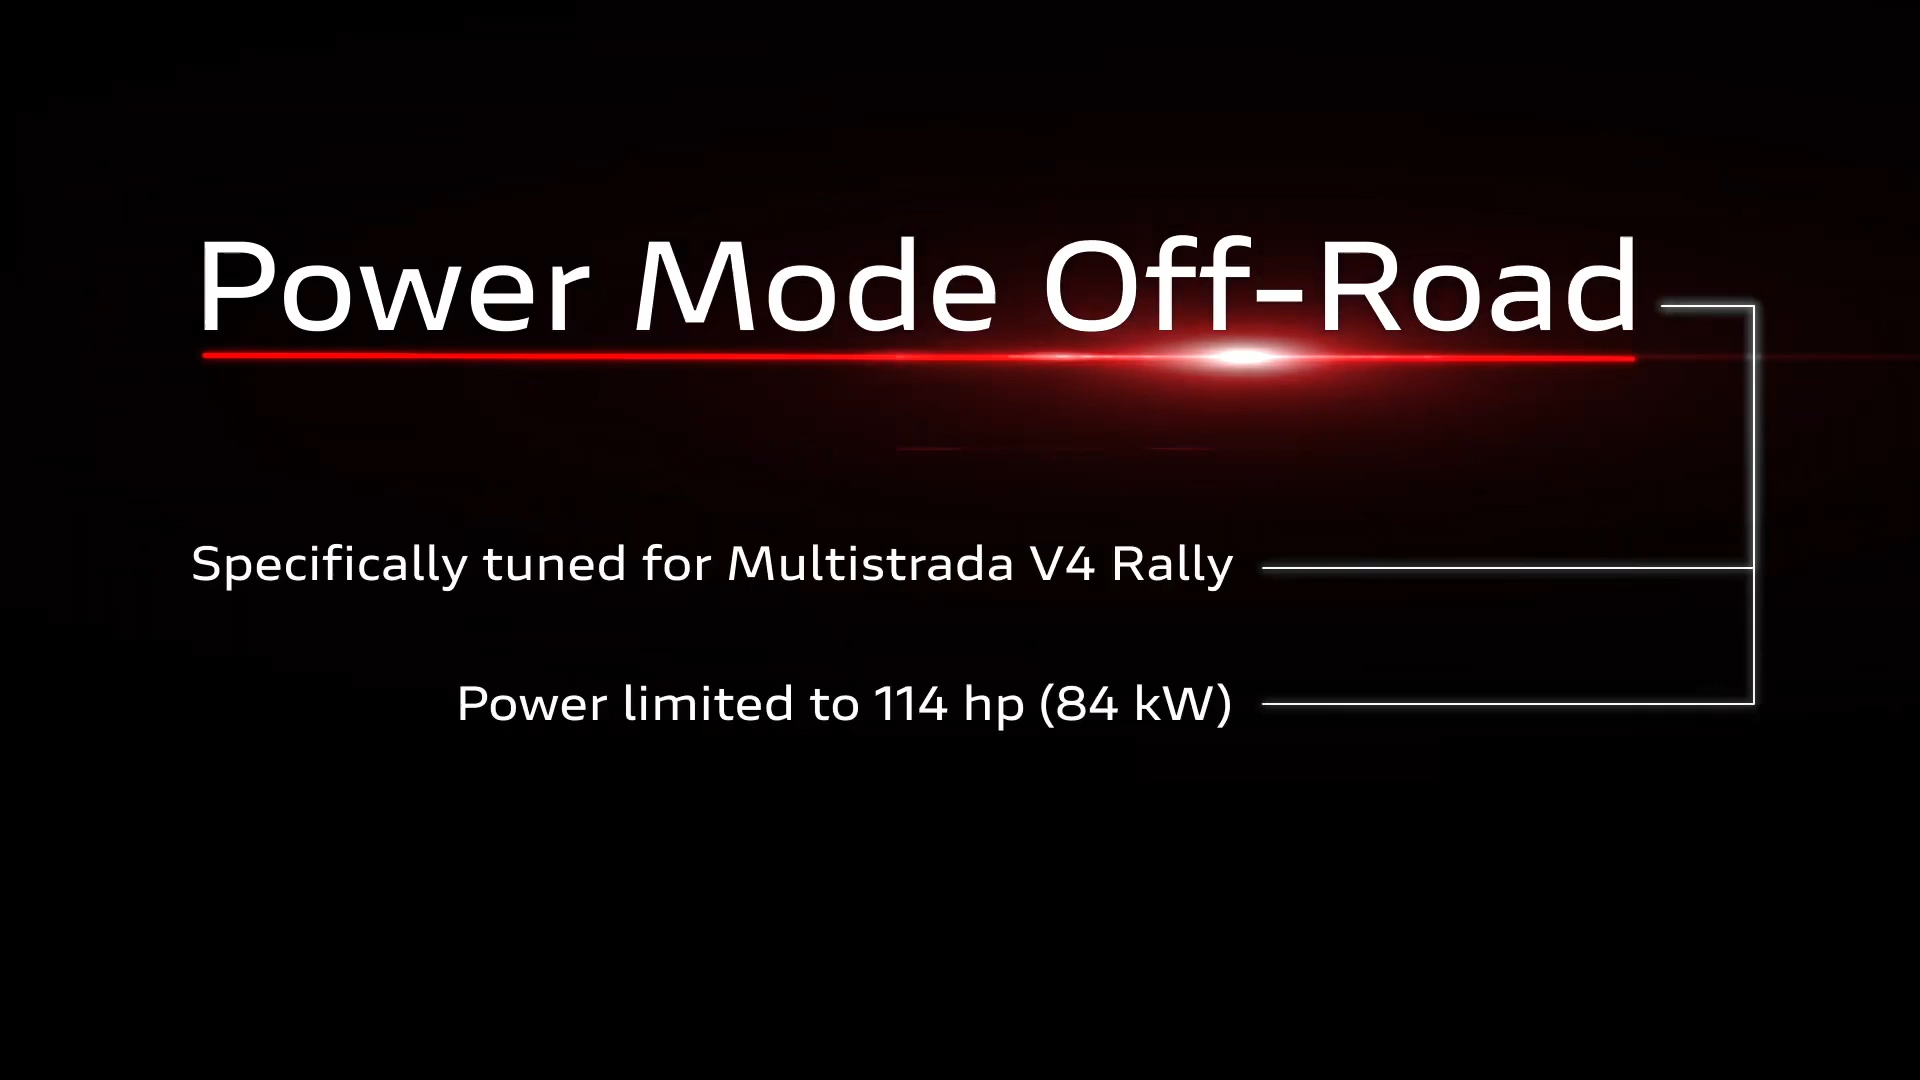 Power Mode Off-Road
Specifically tuned for Multistrada V4 Rally
Power limited to 114 hp (84 kW)